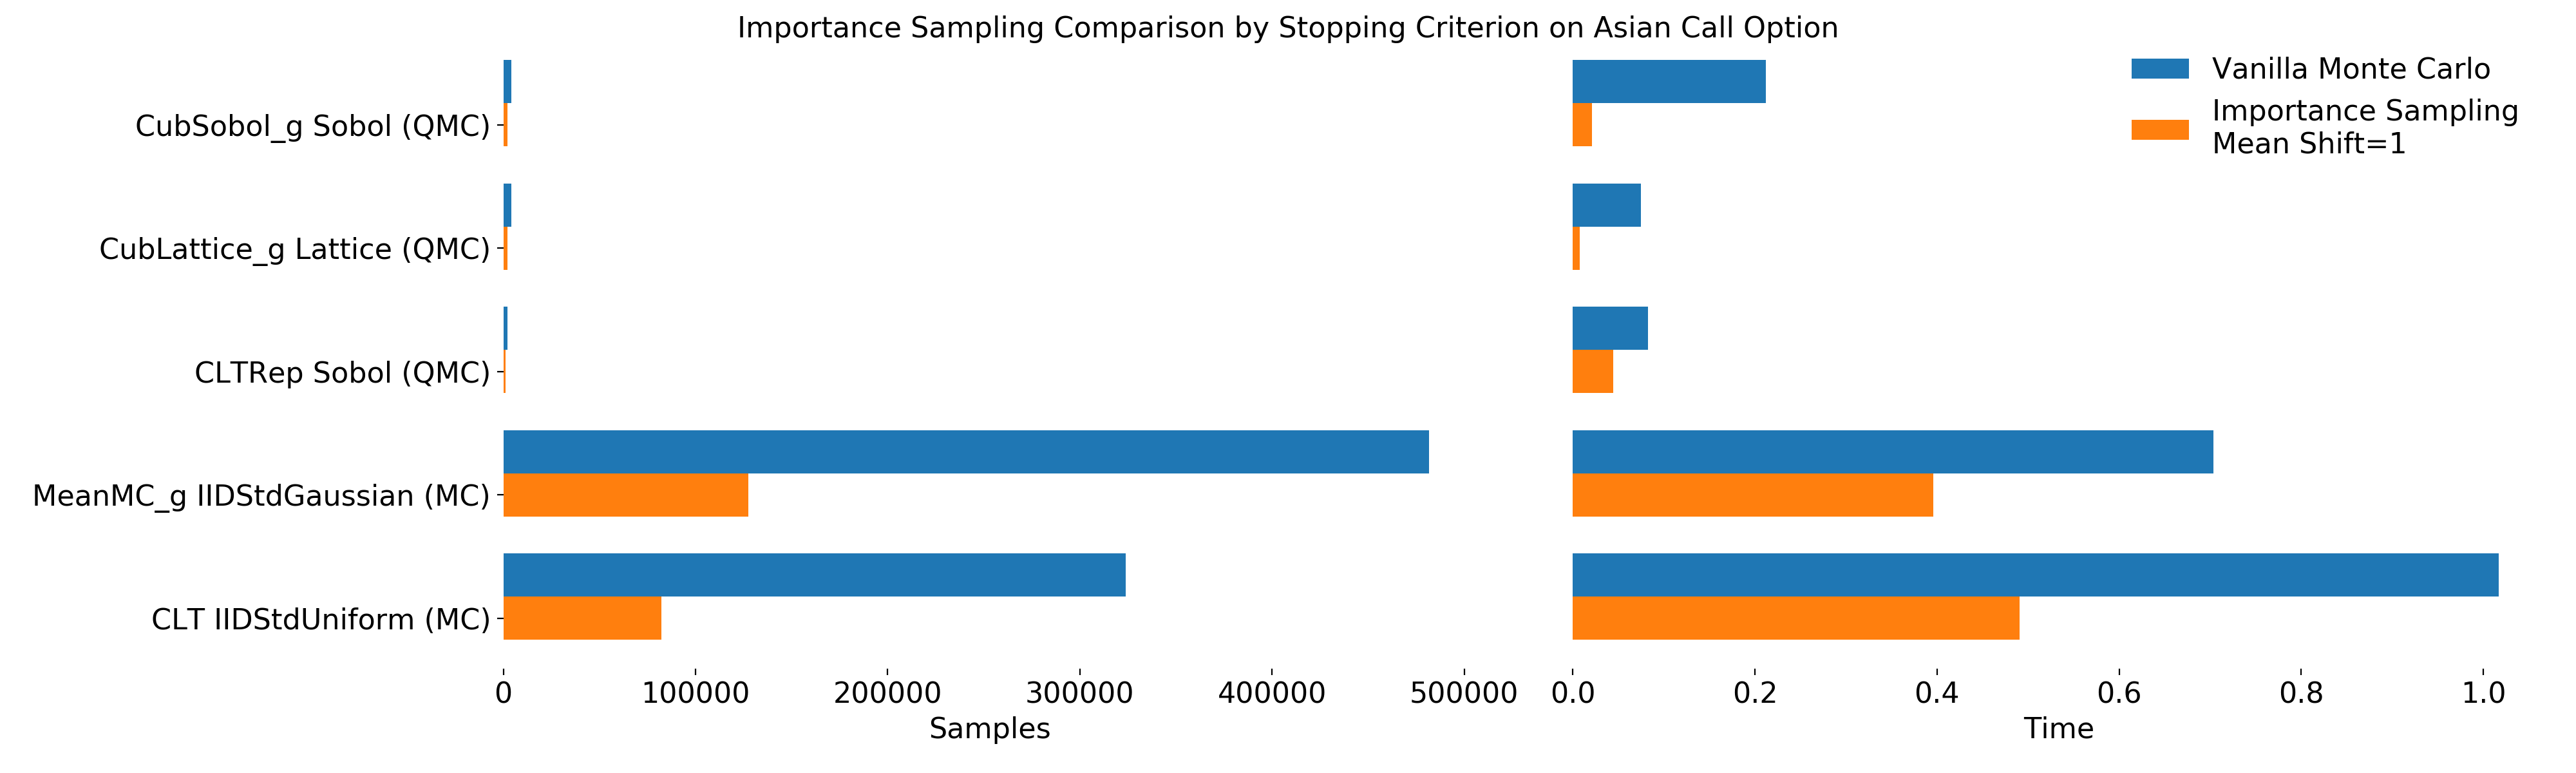 Importance Sampling Comparison by Stopping Criterion on Asian Call Option
Vanilla Monte Carlo
Importance Sampling
Mean Shift=1
CubSobol_g Sobol (QMC)
CubLattice_g Lattice (QMC)
CLTRep Sobol (QMC)
MeanMC_g IIDStdGaussian (MC)
CLT IIDStdUniform (MC)
0 100000 200000 300000 400000 500000
Samples
0.0 0.2 0.4 0.6 0.8 1.0
Time